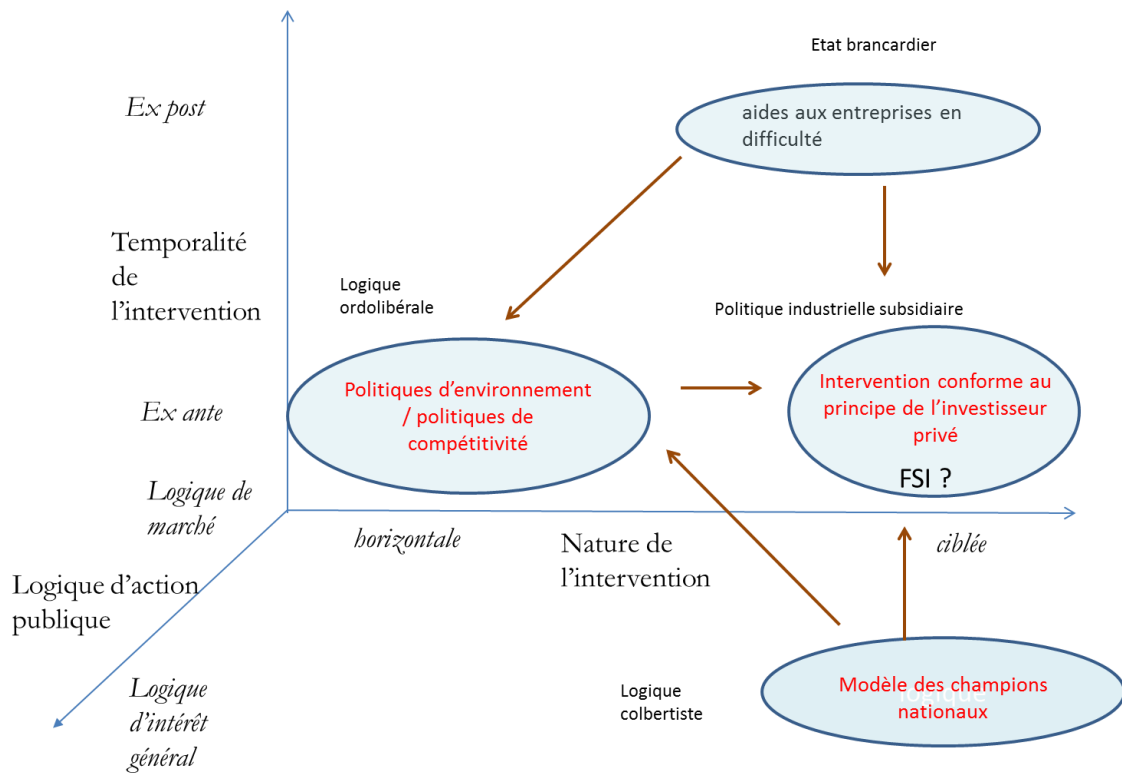 Etat brancardier
Ex post
aides aux entreprises en
difficulté
Temporalité
de
l’intervention
Logique
ordolibérale
Politique industrielle subsidiaire
Ex ante
Politiques d’environnement
/ politiques de
compétitivité
Intervention conforme au
principe de l’investisseur
privé
FSI ?
Logique de
marché
horizontale
Nature de
l’intervention
ciblée
Logique d’action
publique
Logique
d’intérêt
général
Logique
colbertiste
logique
Modèle des champions
nationaux